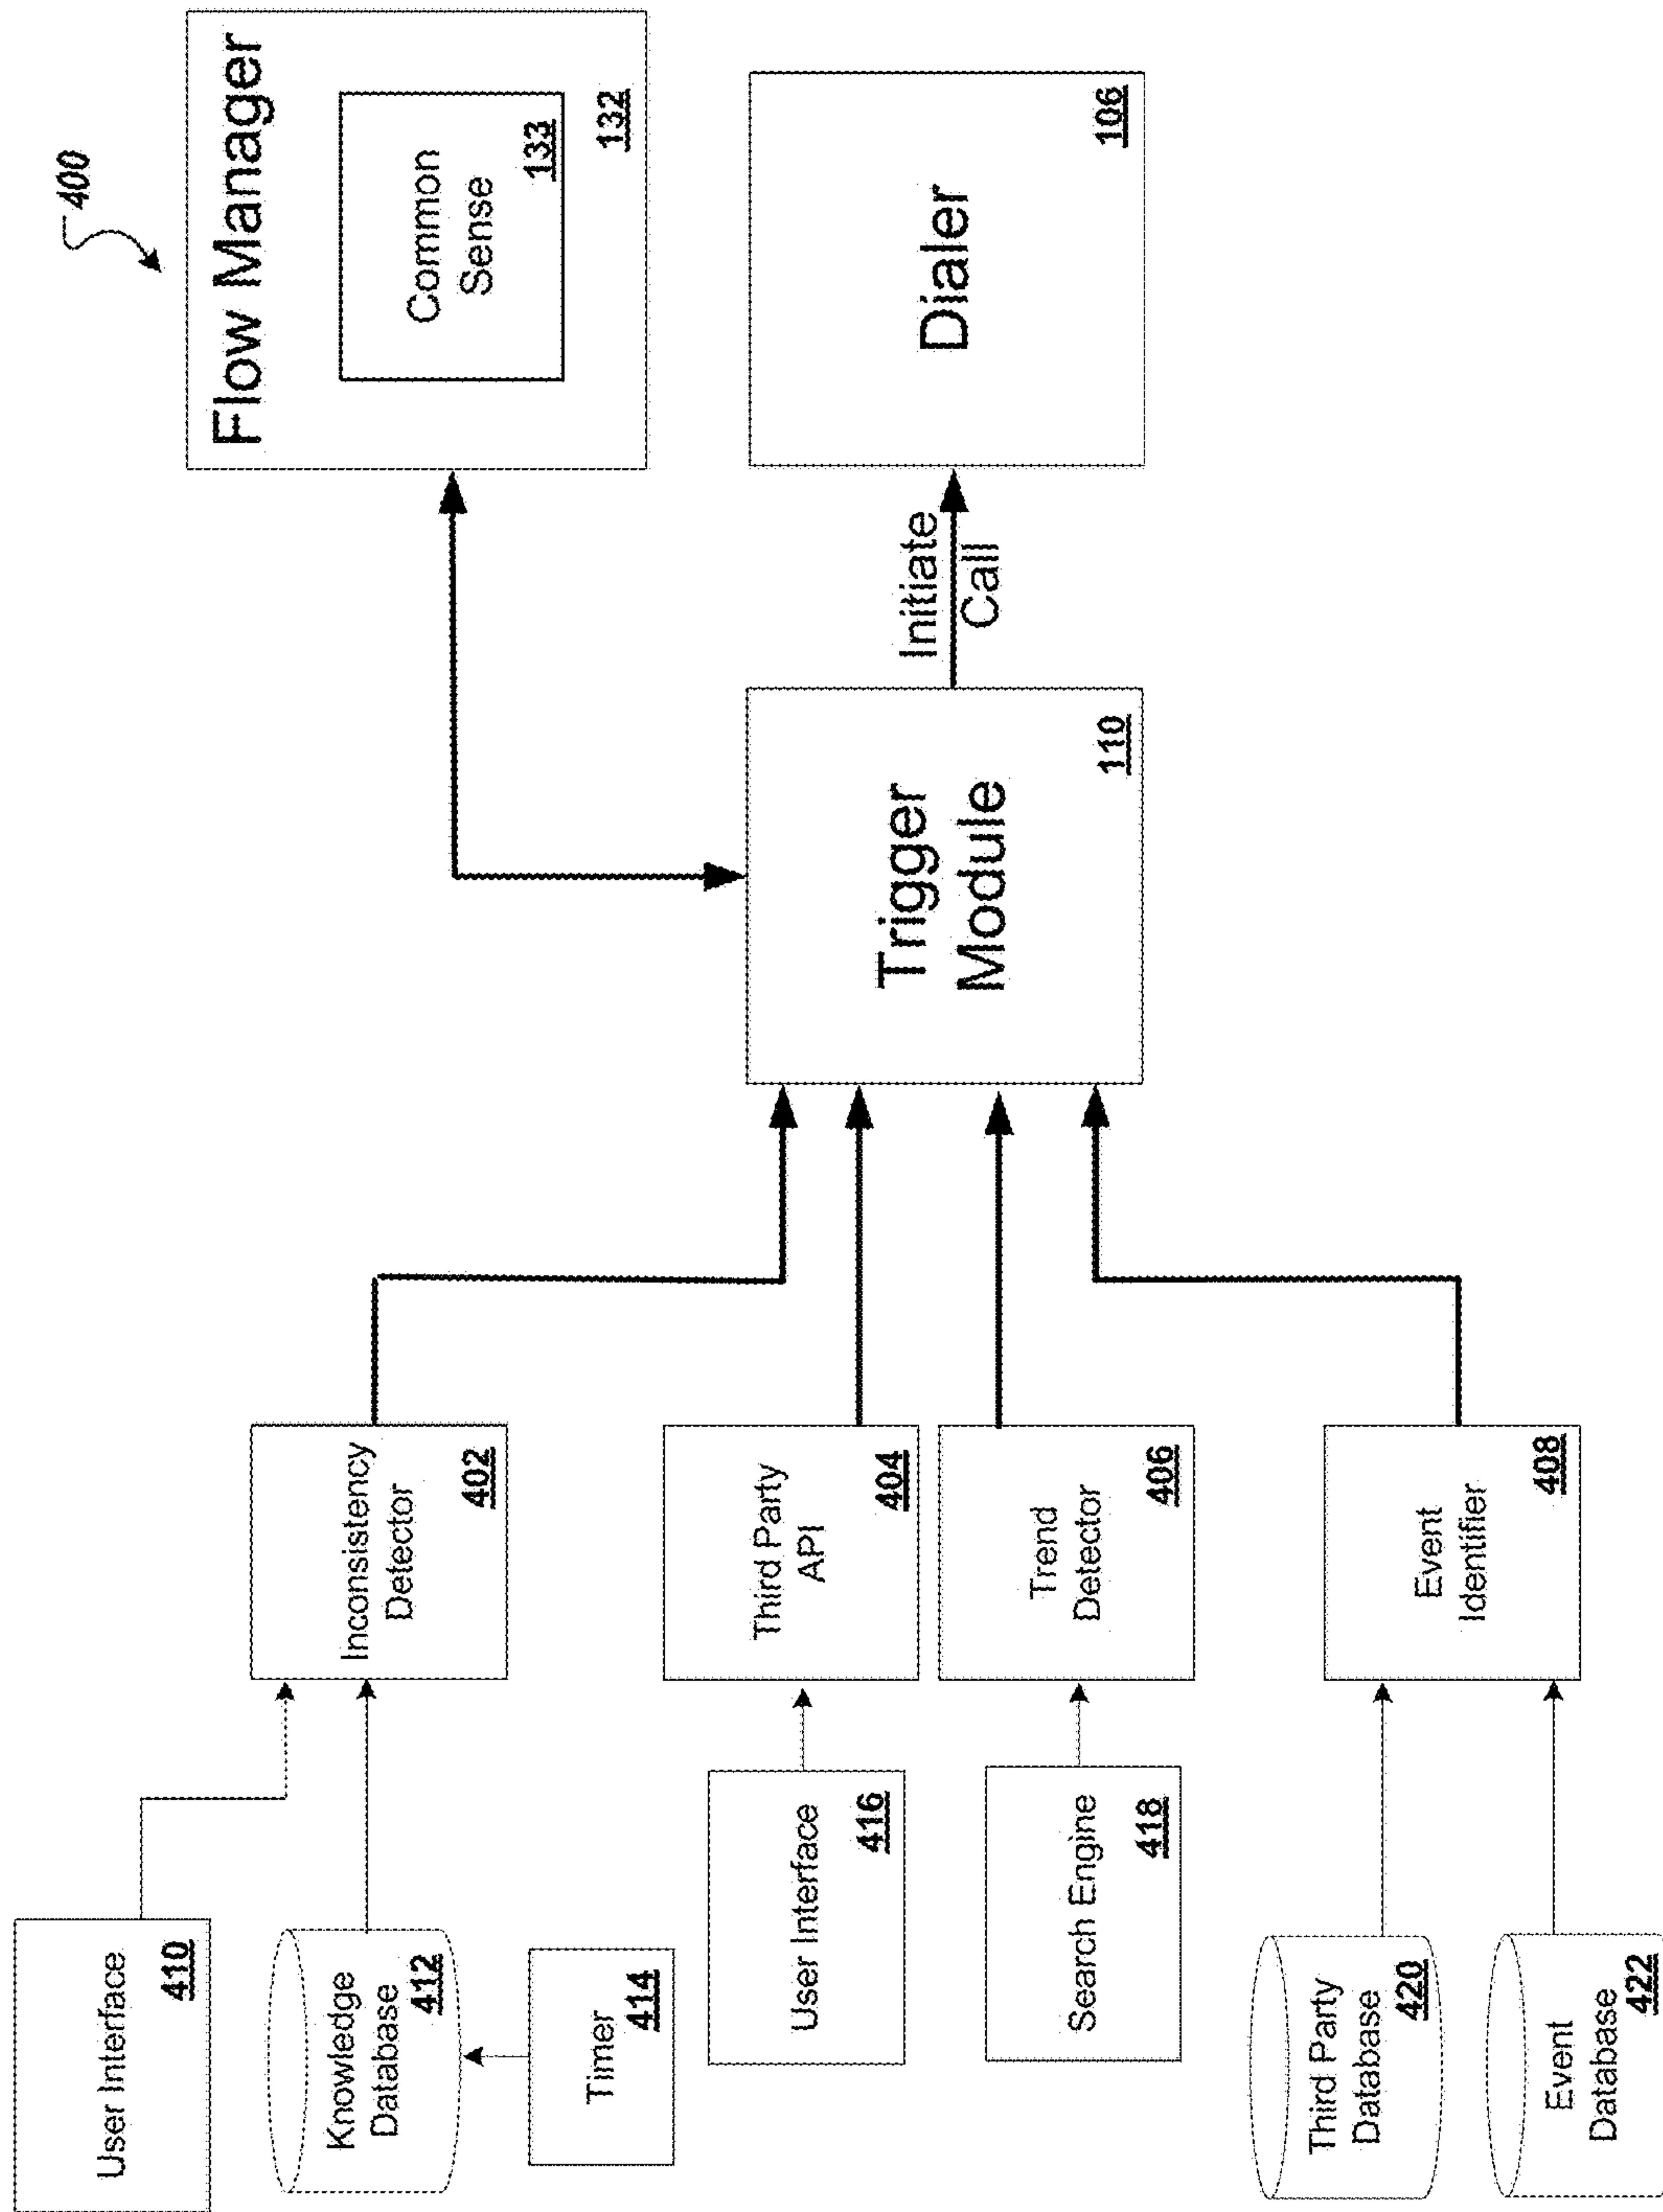 400
User Interface
410
Knowledge
Database
412
Timer
414
User Interface
416
Search Engine
418
Third Party
Database
420
Event
Database
422
Inconsistency
Detector
402
Third Party
API
404
Trend
Detector
406
Event
Identifier
408
Trigger
Module
110
Initiate
Call
Flow Manager
Common
Sense
133
132
Dialer
106